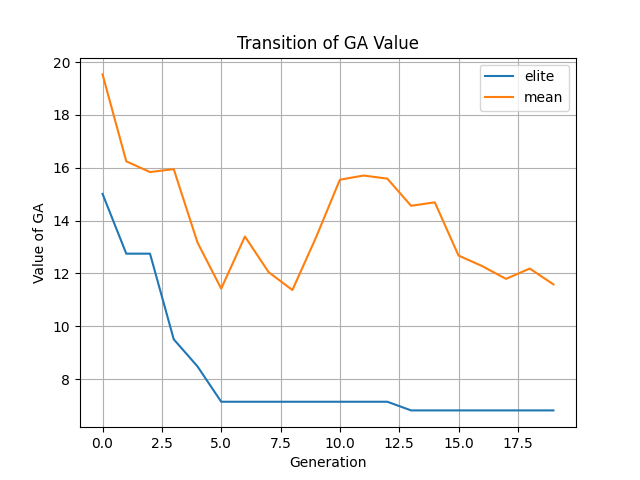 Transition of GA Value
elite
mean
20
18
16
14
12
10
8
Value of GA
0.0 2.5 5.0 7.5 10.0 12.5 15.0 17.5
Generation